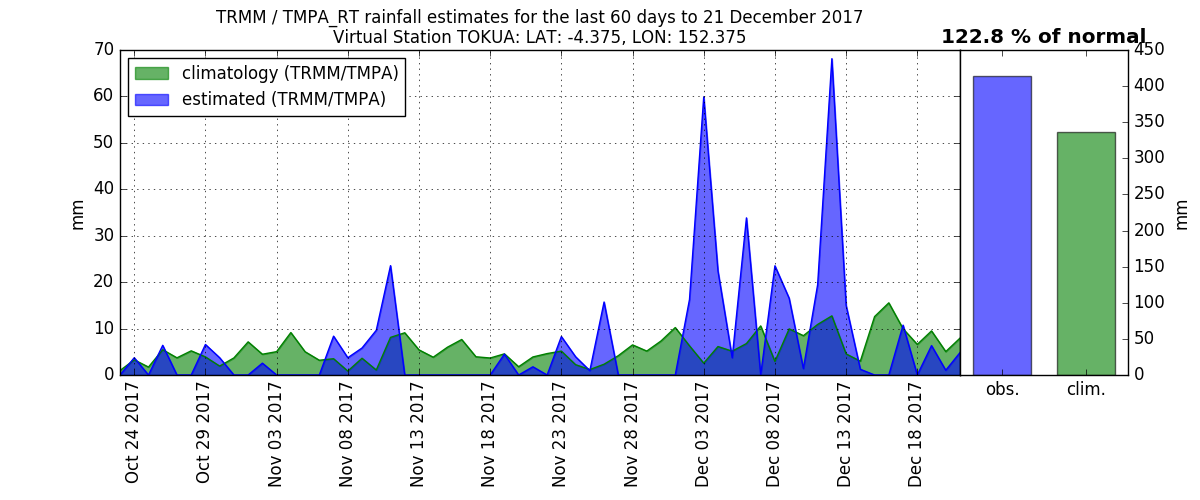 TRMM / TMPA_RT rainfall estimates for the last 60 days to 21 December 2017
Virtual Station TOKUA: LAT: -4.375, LON: 152.375
122.8 % of normal
climatology (TRMM/TMPA)
estimated (TRMM/TMPA)
70
60
50
40
30
20
10
0
mm
Oct 24 2017
Oct 29 2017
Nov 03 2017
Nov 08 2017
Nov 13 2017
Nov 18 2017
Nov 23 2017
Nov 28 2017
Dec 03 2017
Dec 08 2017
Dec 13 2017
Dec 18 2017
450
400
350
300
250
200
150
100
50
0
mm
obs.
clim.